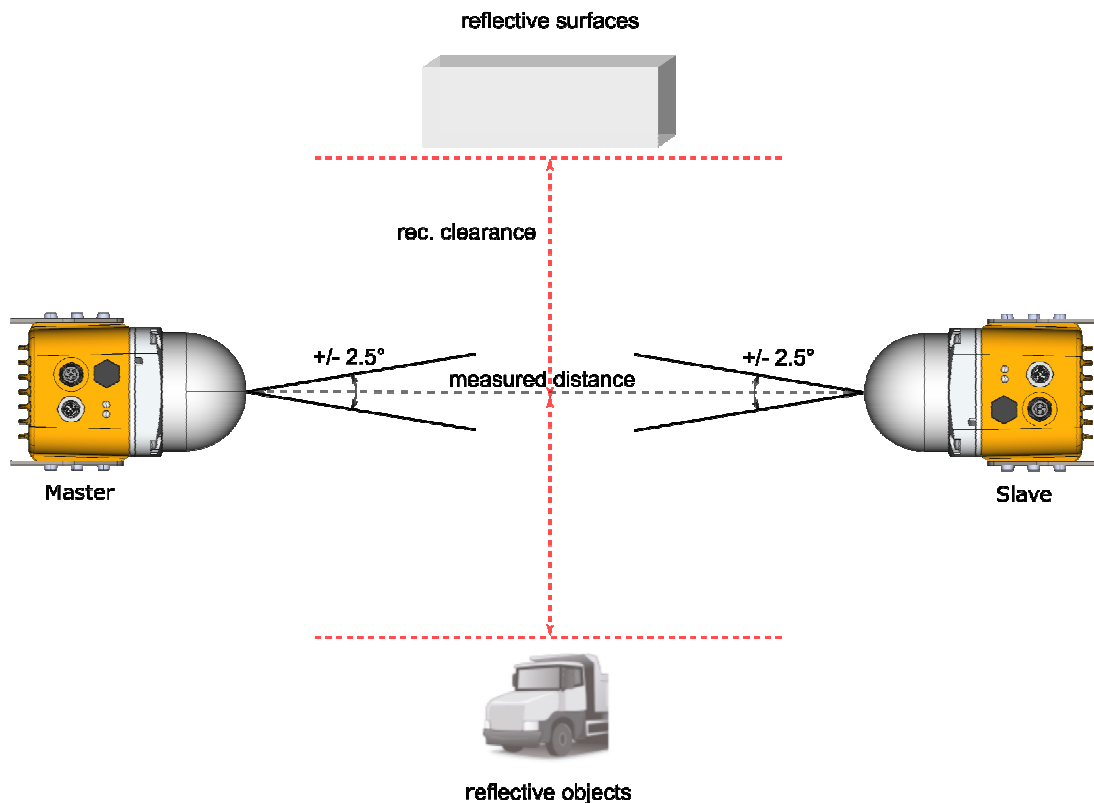 reflective surfaces
rec. clearance
+/- 2.5°
+/- 2.5°
measured distance
Master
Slave
reflective objects